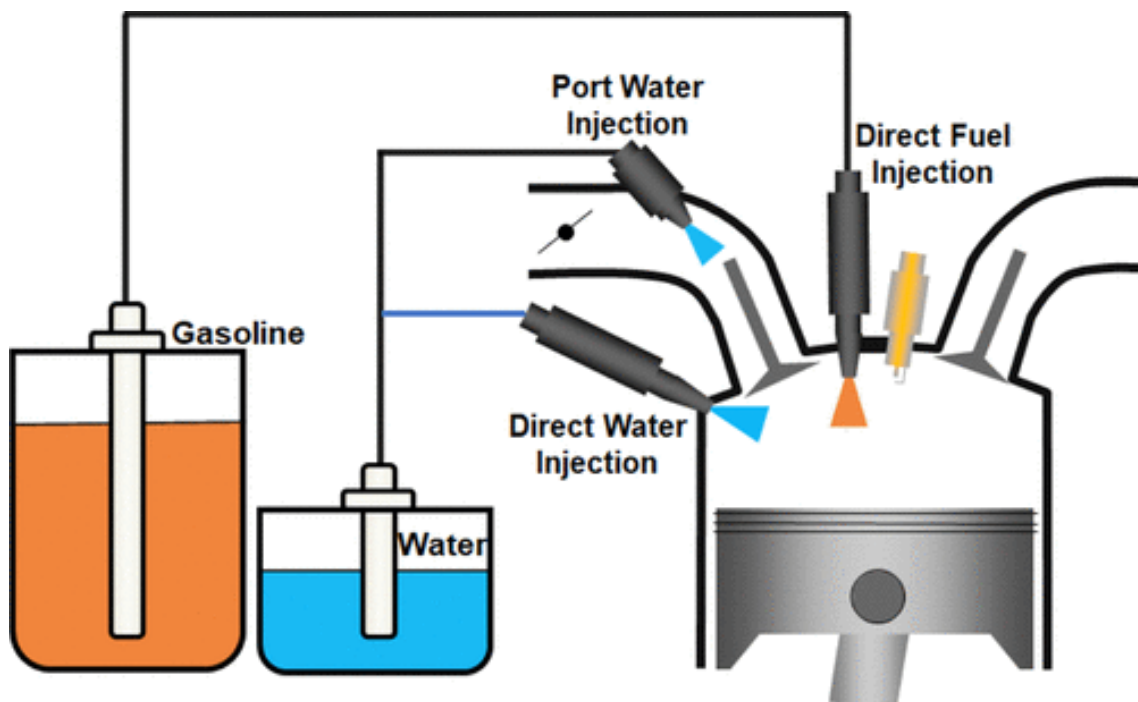 Port Water
Injection
Direct Fuel
Injection
Gasoline
Direct Water
Injection
Water